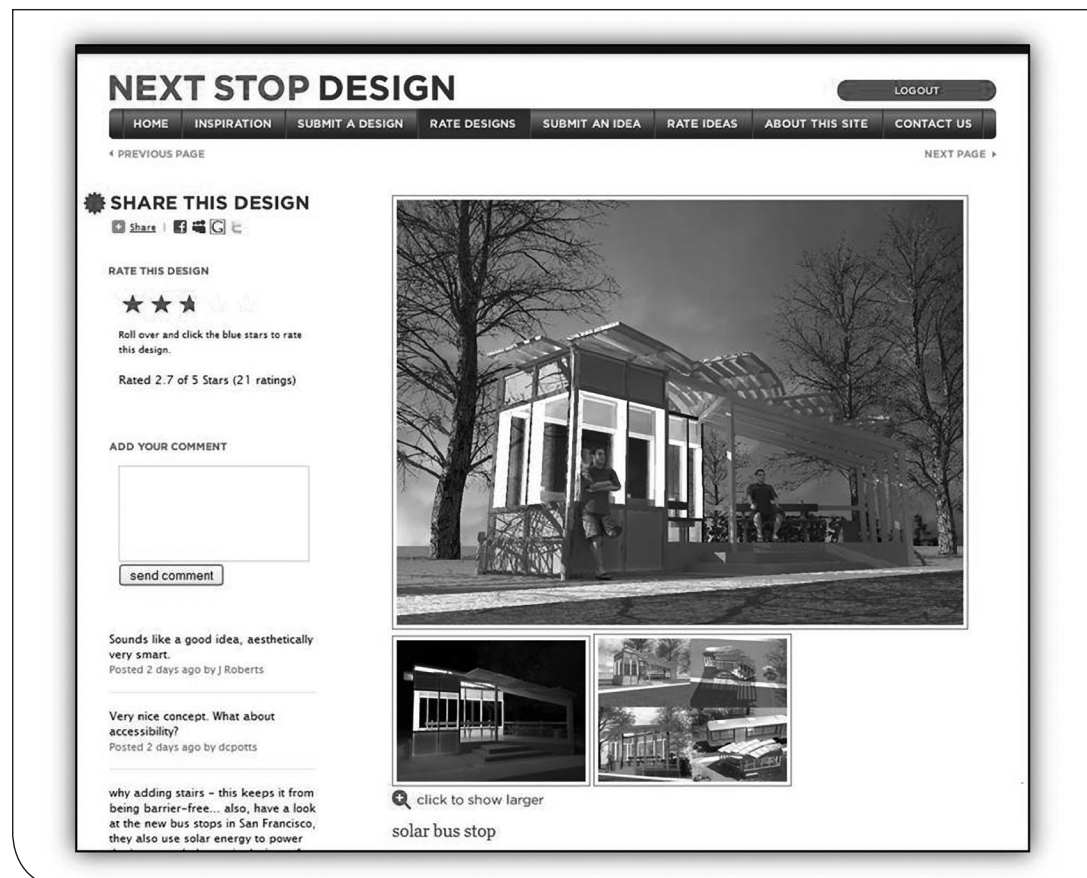 NEXT STOP DESIGN
LOGOUT
HOME INSPIRATION SUBMIT A DESIGN RATE DESIGNS SUBMIT AN IDEA RATE IDEAS ABOUT THIS SITE CONTACT US
PREVIOUS PAGE
NEXT PAGE
SHARE THIS DESIGN
Share
RATE THIS DESIGN
Roll over and click the blue stars to rate
this design.
Rated 2.7 of 5 Stars (21 ratings)
ADD YOUR COMMENT
send comment
Sounds like a good idea, aesthetically
very smart.
Posted 2 days ago by J Roberts
Very nice concept. What about
accessibility?
Posted 2 days ago by dcpotts
why adding stairs - this keeps it from
being barrier-free... also, have a look
at the new bus stops in San Francisco,
they also use solar energy to power
click to show larger
solar bus stop